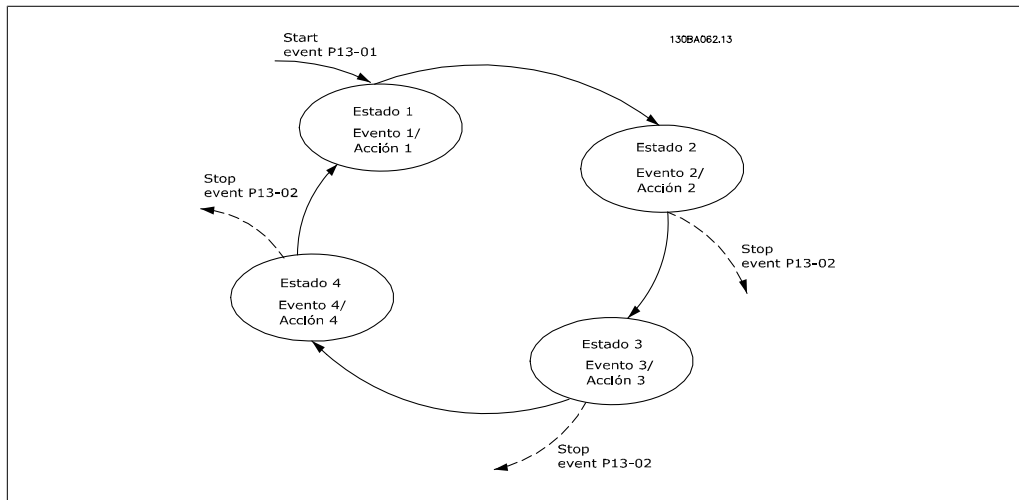 Start
event P13-01
130BA062.13
Estado 1
Evento 1/
Acción 1
Estado 2
Evento 2/
Acción 2
Stop
event P13-02
Stop
event P13-02
Estado 4
Evento 4/
Acción 4
Estado 3
Evento 3/
Acción 3
Stop
event P13-02